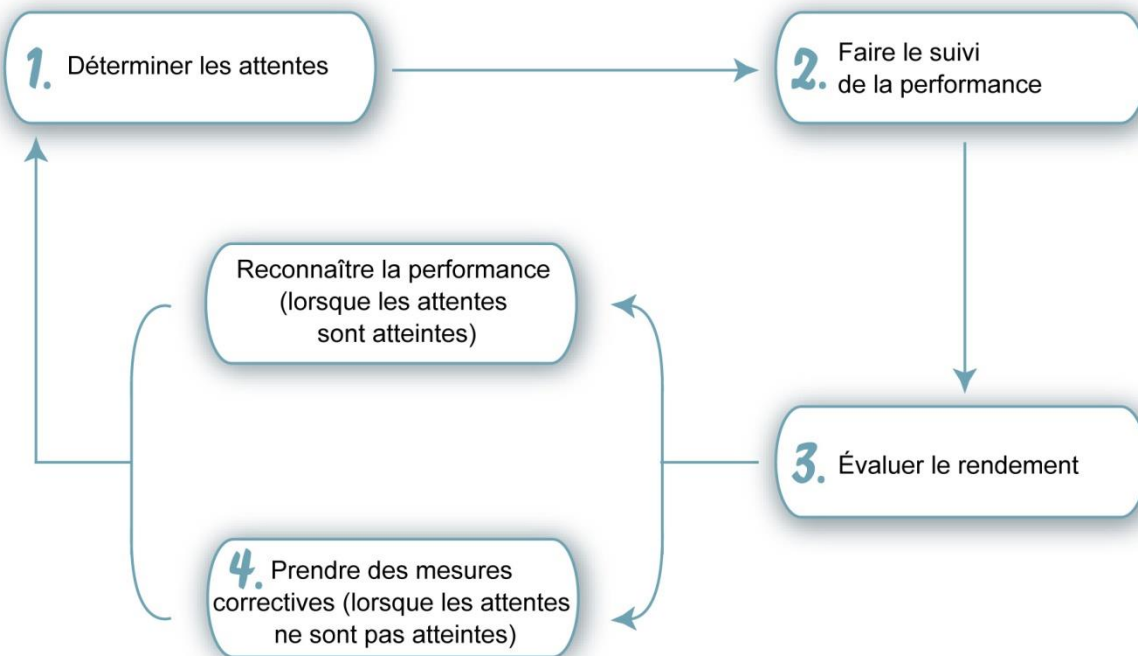 1. Déterminer les attentes
2. Faire le suivi
de la performance
3. Évaluer le rendement
Reconnaître la performance
(lorsque les attentes
sont atteintes)
4. Prendre des mesures
correctives (lorsque les attentes
ne sont pas atteintes)